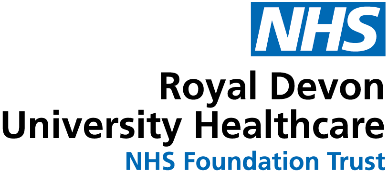 NHS
Royal Devon
University Healthcare
NHS Foundation Trust